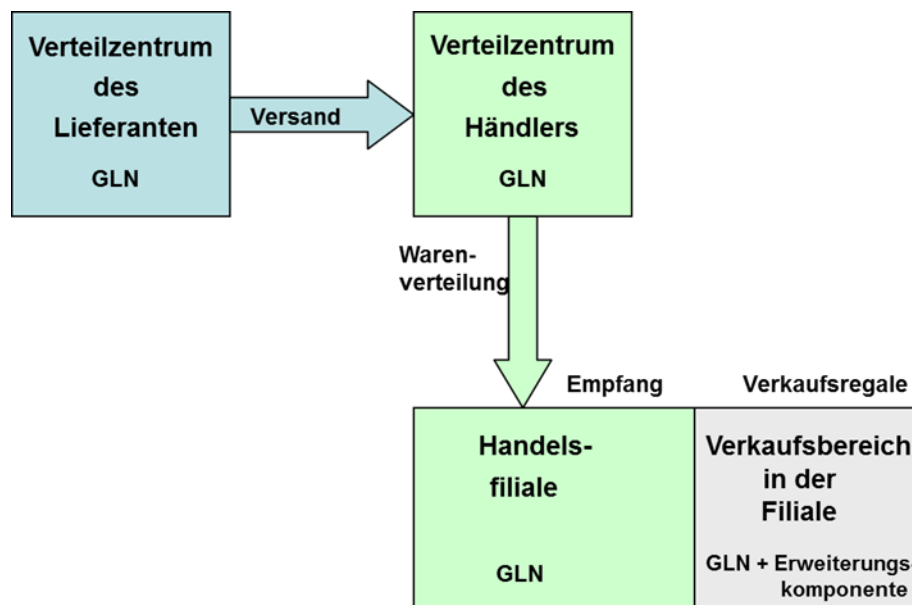 Verteilzentrum
des
Lieferanten
GLN
Versand
Verteilzentrum
des
Händlers
GLN
Waren-
verteilung
Empfang
Verkaufsregale
Handels-
filiale
GLN
Verkaufsbereich
in der
Filiale
GLN + Erweiterungs-
komponente